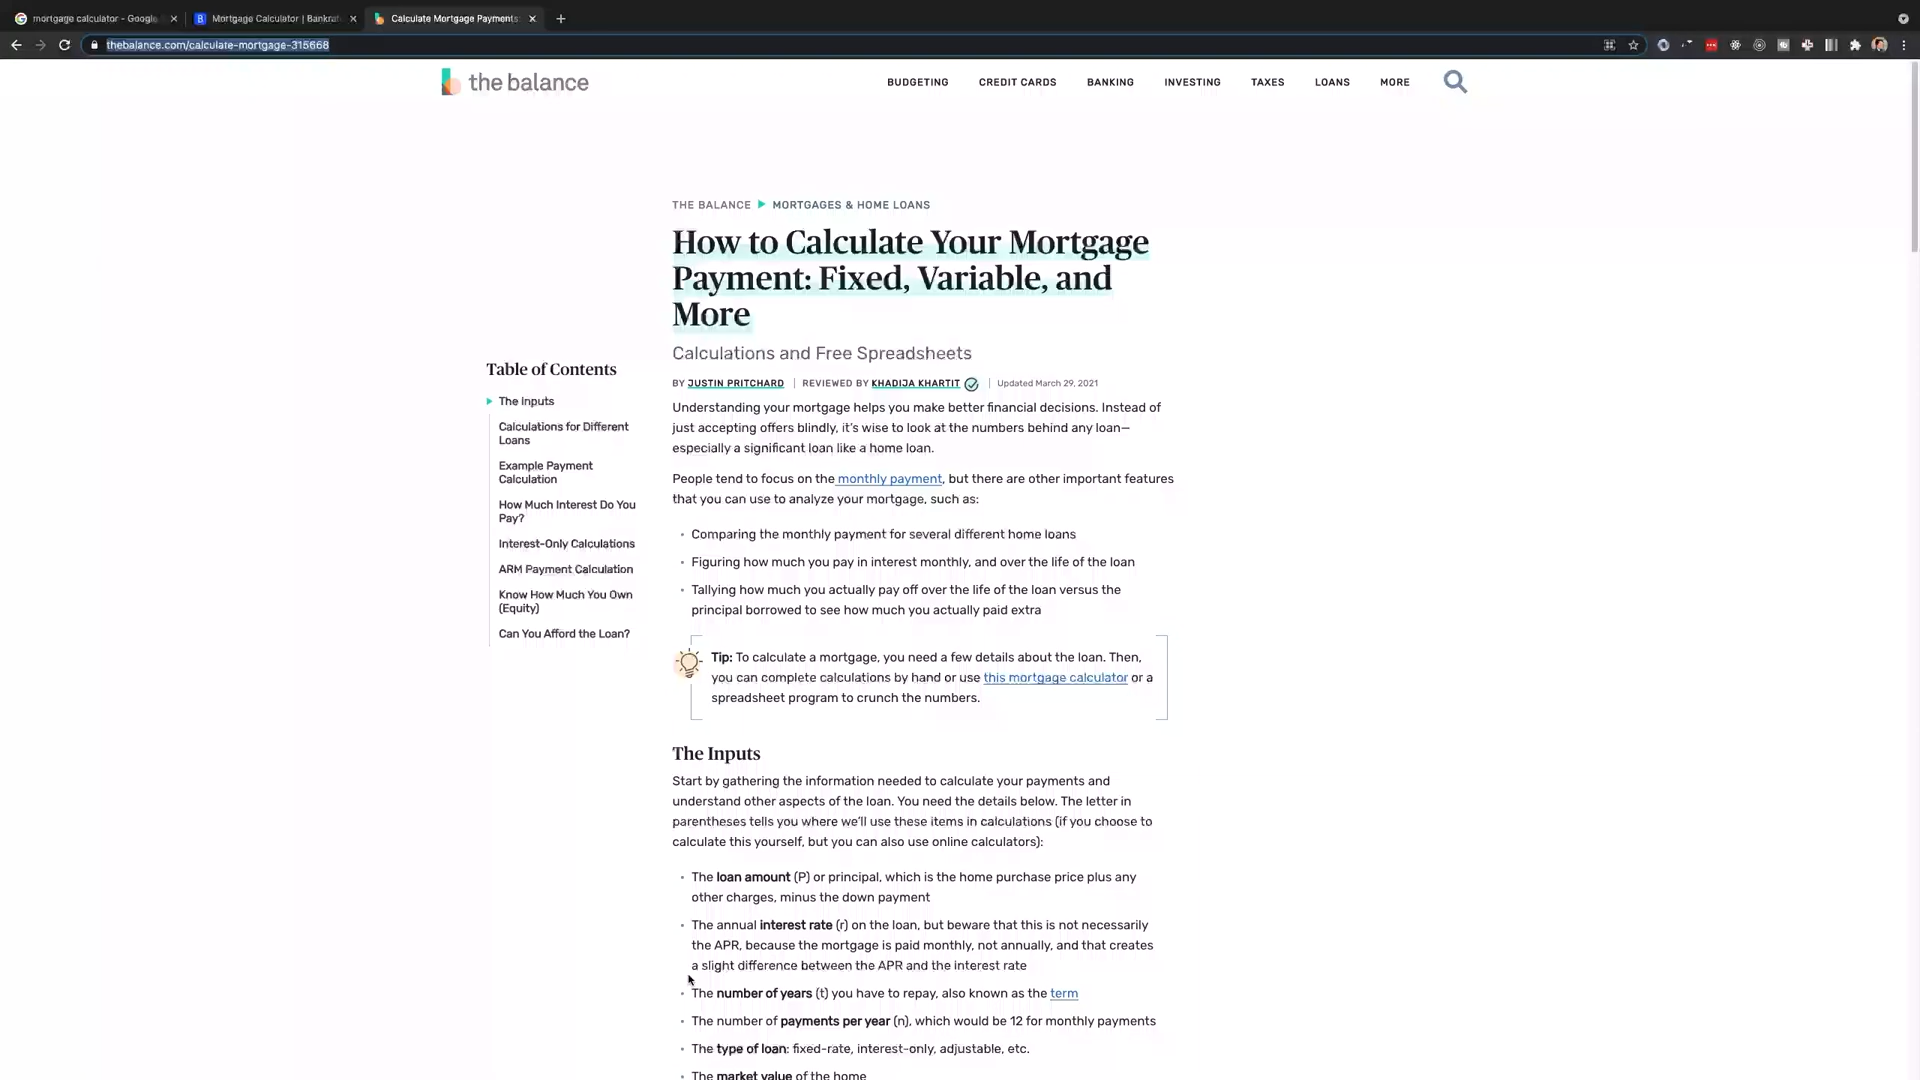 mortgage calculator - Google
Mortgage Calculator | Bankra
Calculate Mortgage Payments
thebalance.com/calculate-mortgage-315668
the balance
BUDGETING
CREDIT CARDS
BANKING
INVESTING
TAXES
LOANS
MORE
THE BALANCE
MORTGAGES & HOME LOANS
How to Calculate Your Mortgage
Payment: Fixed, Variable, and
More
Calculations and Free Spreadsheets
BY JUSTIN PRITCHARD | REVIEWED BY KHADIJA KHARTIT | Updated March 29, 2021
Table of Contents
The Inputs
Calculations for Different
Loans
Example Payment
Calculation
How Much Interest Do You
Pay?
Interest-Only Calculations
ARM Payment Calculation
Know How Much You Own
(Equity)
Can You Afford the Loan?
Understanding your mortgage helps you make better financial decisions. Instead of
just accepting offers blindly, it's wise to look at the numbers behind any loan—
especially a significant loan like a home loan.
People tend to focus on the monthly payment, but there are other important features
that you can use to analyze your mortgage, such as:
Comparing the monthly payment for several different home loans
Figuring how much you pay in interest monthly, and over the life of the loan
Tallying how much you actually pay off over the life of the loan versus the
principal borrowed to see how much you actually paid extra
Tip: To calculate a mortgage, you need a few details about the loan. Then,
you can complete calculations by hand or use this mortgage calculator or a
spreadsheet program to crunch the numbers.
The Inputs
Start by gathering the information needed to calculate your payments and
understand other aspects of the loan. You need the details below. The letter in
parentheses tells you where we'll use these items in calculations (if you choose to
calculate this yourself, but you can also use online calculators):
The loan amount (P) or principal, which is the home purchase price plus any
other charges, minus the down payment
The annual interest rate (r) on the loan, but beware that this is not necessarily
the APR, because the mortgage is paid monthly, not annually, and that creates
a slight difference between the APR and the interest rate
The number of years (t) you have to repay, also known as the term
The number of payments per year (n), which would be 12 for monthly payments
The type of loan: fixed-rate, interest-only, adjustable, etc.
The market value of the home